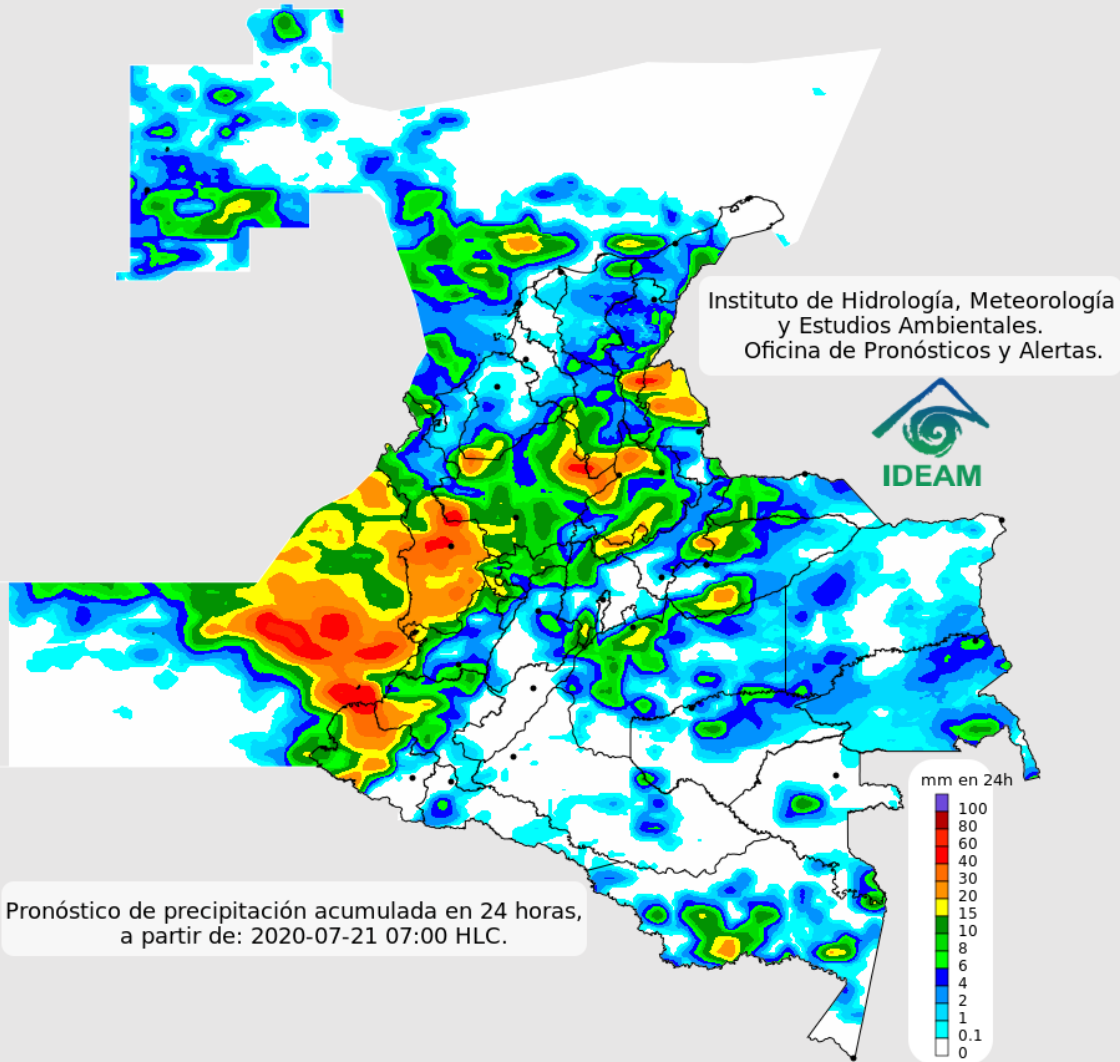 Instituto de Hidrología, Meteorología
y Estudios Ambientales.
Oficina de Pronósticos y Alertas.
IDEAM
mm en 24h
100
80
60
40
30
20
15
10
8
6
4
2
1
0.1
0
Pronóstico de precipitación acumulada en 24 horas,
a partir de: 2020-07-21 07:00 HLC.